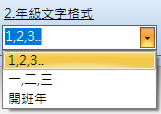 2.年級文字格式
1,2,3..
1,2,3..
一,二,三
開班年